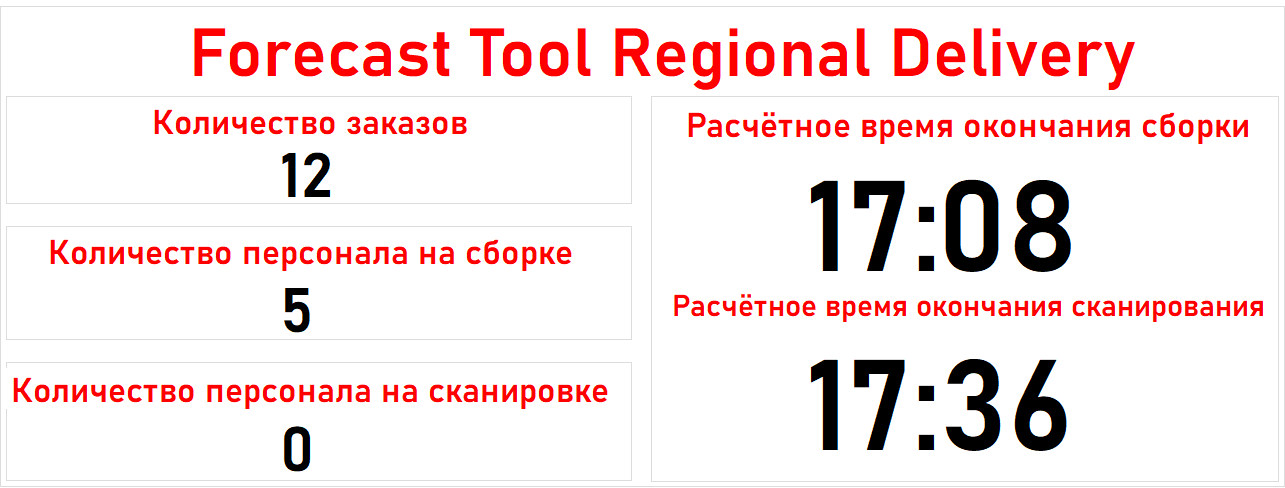 Forecast Tool Regional Delivery
Количество заказов
12
Количество персонала на сборке
5
Количество персонала на сканировке
0
Расчётное время окончания сборки
17:08
Расчётное время окончания сканирования
17:36